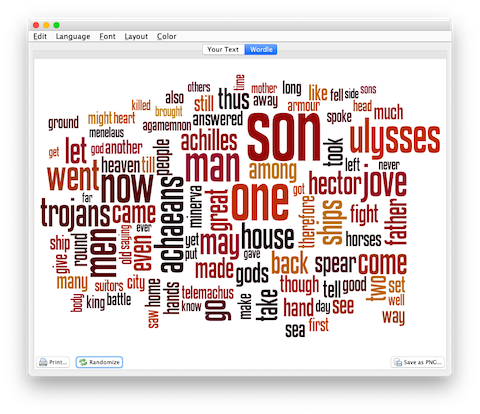 Edit Language Font Layout Color
Your Text Wordle
others time mother long like fell side sons
also still thus away armour head
killed brought answered spoke much
ground might heart agamemnon son ulysses
menelaus achilles took
get let god another people man among left never
went heaven till now far minerva great one got hector jove
trojans came achaeans therefore ships fight father
old saying ever even yet may house horses
ship men put gave
give round made gods back spear come
many suitors city home hands telemachus though tell good two set
body king battle know go make take hand day see well
saw sea first way
Print... Randomize Save as PNG...